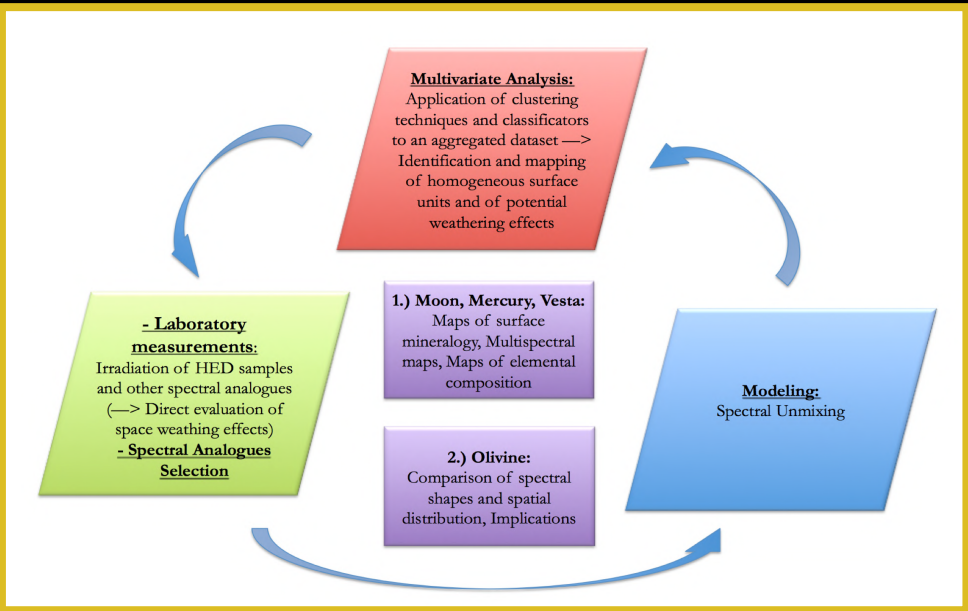 Multivariate Analysis:
Application of clustering
techniques and classificators
to an aggregated dataset —>
Identification and mapping
of homogeneous surface
units and of potential
weathering effects
- Laboratory
measurements:
Irradiation of HED samples
and other spectral analogues
(—> Direct evaluation of
space weathing effects)
- Spectral Analogues
Selection
1.) Moon, Mercury, Vesta:
Maps of surface
mineralogy, Multispectral
maps, Maps of elemental
composition
2.) Olivine:
Comparison of spectral
shapes and spatial
distribution, Implications
Modeling:
Spectral Unmixing